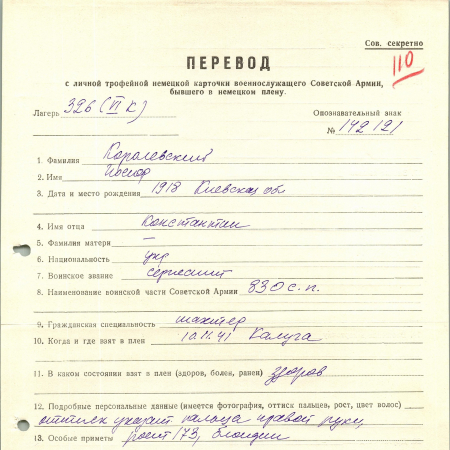 Сов. секретно
110
ПЕРЕВОД
с личной трофейной немецкой карточки военнослужащего Советской Армии,
бывшего в немецком плену.
Лагерь 326 (VI К)
Опознавательный знак
№ 142121
1. Фамилия Королевский
2. Имя Иосиф
3. Дата и место рождения 1918 Киевская обл
4. Имя отца Константин
5. Фамилия матери —
6. Национальность укр
7. Воинское звание сержант
8. Наименование воинской части Советской Армии 330 с.п.
9. Гражданская специальность шахтер
10. Когда и где взят в плен 10.11.41 Калуга
11. В каком состоянии взят в плен (здоров, болен, ранен) здоров
12. Подробные персональные данные (имеется фотография, оттиск пальцев, рост, цвет волос)
оттиск указат пальца правой руки,
13. Особые приметы рост 173, блондин